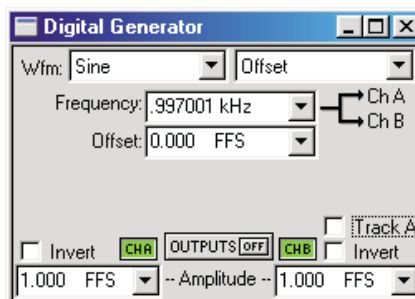 Digital Generator
Wfm: Sine Offset
Frequency: .997001 kHz Ch A
Ch B
Offset: 0.000 FFS
Track A
Invert CHA OUTPUTS OFF CHB Invert
1.000 FFS -- Amplitude -- 1.000 FFS